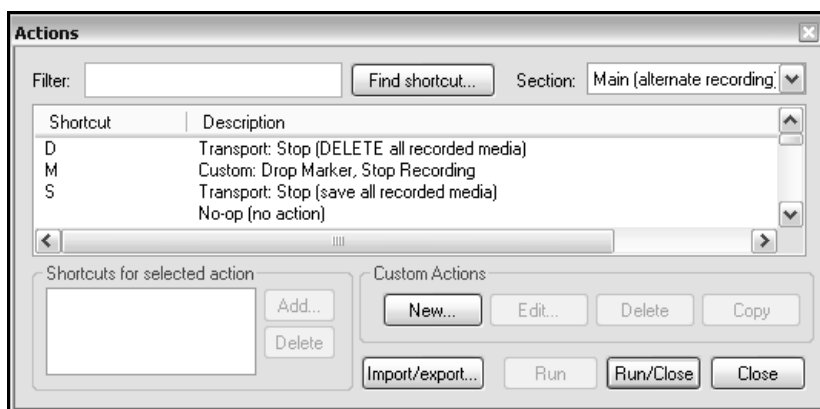 Actions
Filter: Find shortcut... Section: Main (alternate recording)
Shortcut Description
D Transport: Stop (DELETE all recorded media)
M Custom: Drop Marker, Stop Recording
S Transport: Stop (save all recorded media)
No-op (no action)
Shortcuts for selected action Custom Actions
Add... New... Edit... Delete Copy
Delete
Import/export... Run Run/Close Close